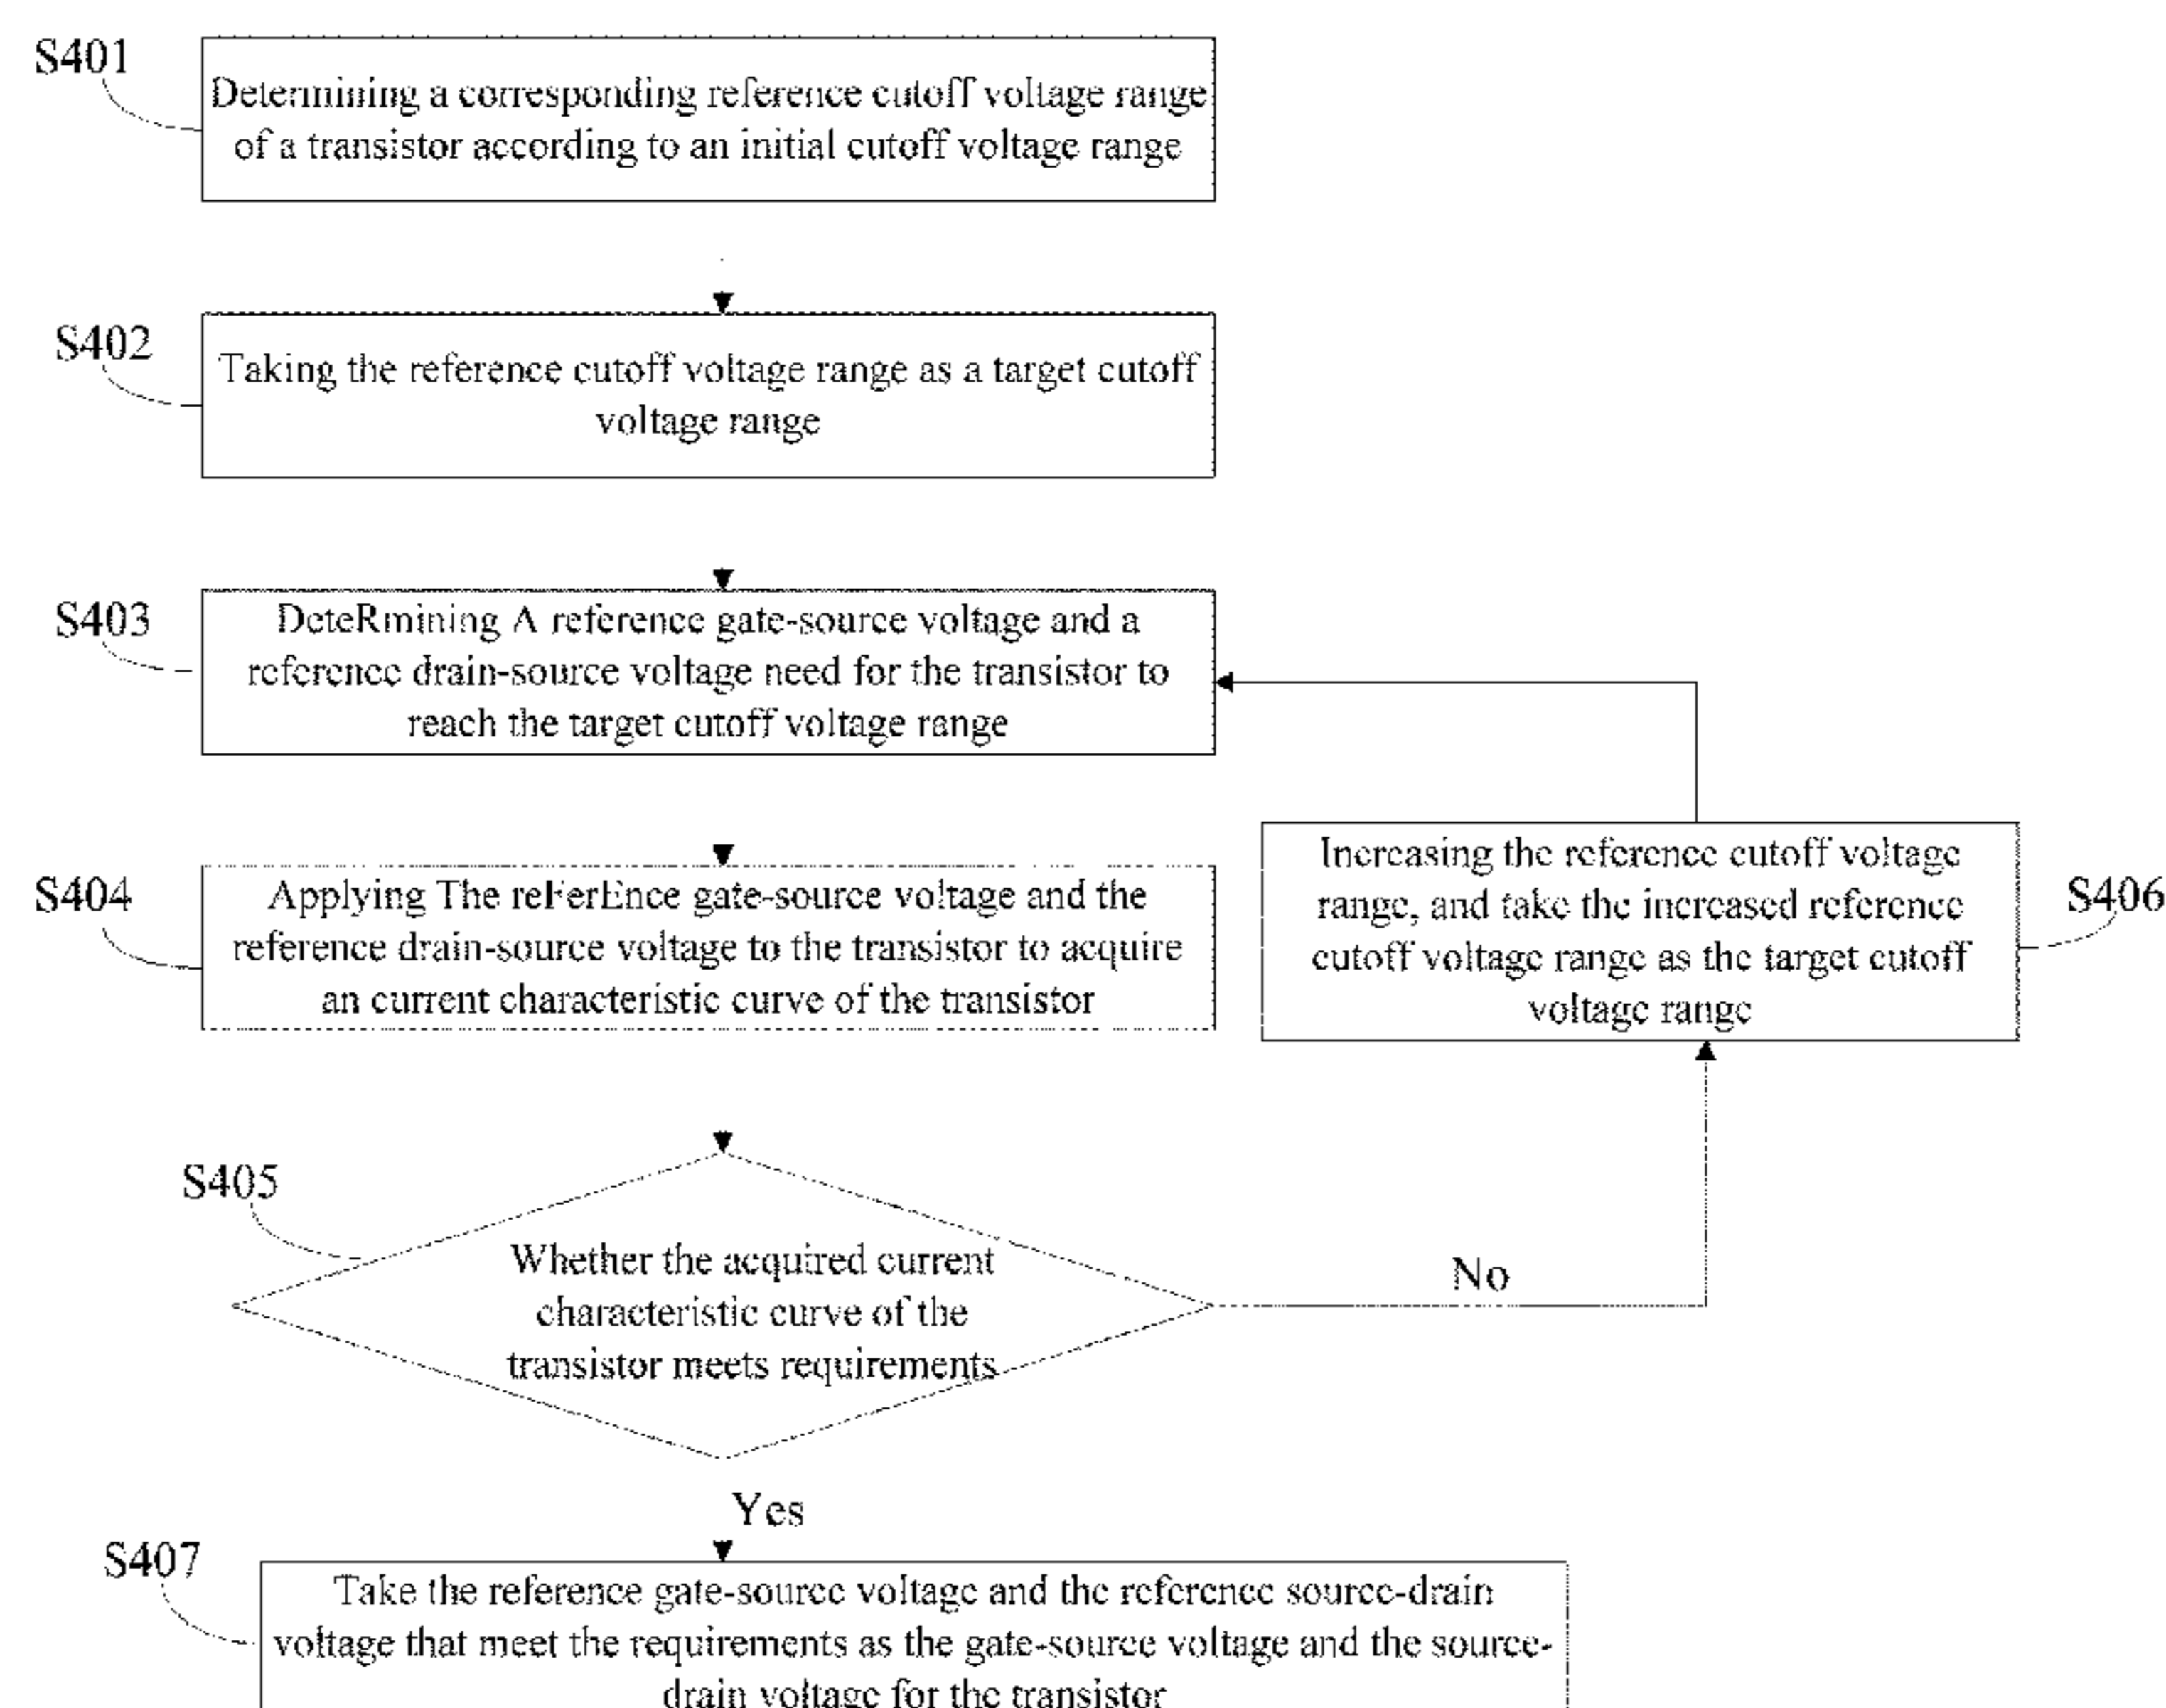 S401
Determining a corresponding reference cutoff voltage range
of a transistor according to an initial cutoff voltage range
S402
Taking the reference cutoff voltage range as a target cutoff
voltage range
S403
DeteRmining A reference gate-source voltage and a
reference drain-source voltage need for the transistor to
reach the target cutoff voltage range
S404
Applying The reFerEnce gate-source voltage and the
reference drain-source voltage to the transistor to acquire
an current characteristic curve of the transistor
Increasing the reference cutoff voltage
range, and take the increased reference
cutoff voltage range as the target cutoff
voltage range
S406
S405
Whether the acquired current
characteristic curve of the
transistor meets requirements
No
Yes
S407
Take the reference gate-source voltage and the reference source-drain
voltage that meet the requirements as the gate-source voltage and the source-
drain voltage for the transistor